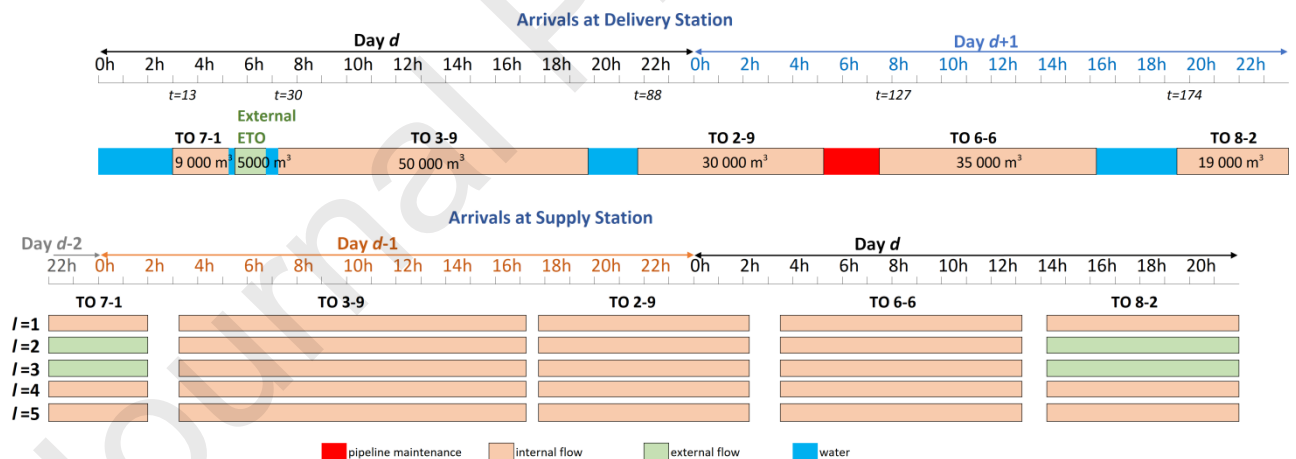 Arrivals at Delivery Station
Day d
Day d+1
0h 2h 4h 6h 8h 10h 12h 14h 16h 18h 20h 22h 0h 2h 4h 6h 8h 10h 12h 14h 16h 18h 20h 22h
t=13 t=30 t=88 t=127 t=174
External
TO 7-1 ETO TO 3-9 TO 2-9 TO 6-6 TO 8-2
9 000 m³ 5000 m³ 50 000 m³ 30 000 m³ 35 000 m³ 19 000 m³
Arrivals at Supply Station
Day d-2 Day d-1 Day d
22h 0h 2h 4h 6h 8h 10h 12h 14h 16h 18h 20h 22h 0h 2h 4h 6h 8h 10h 12h 14h 16h 18h 20h
TO 7-1 TO 3-9 TO 2-9 TO 6-6 TO 8-2
l =1
l =2
l =3
l =4
l =5
pipeline maintenance internal flow external flow water
Journal P